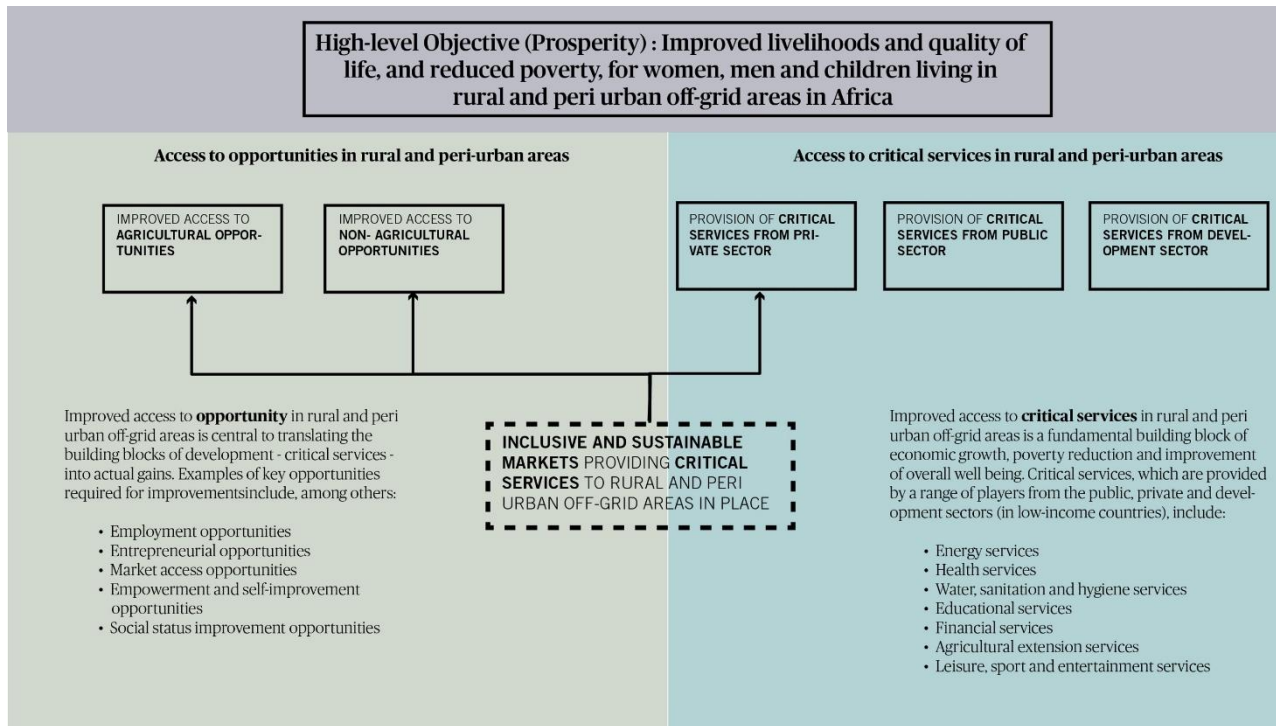 High-level Objective (Prosperity) : Improved livelihoods and quality of
life, and reduced poverty, for women, men and children living in
rural and peri urban off-grid areas in Africa
Access to opportunities in rural and peri-urban areas
IMPROVED ACCESS TO
AGRICULTURAL OPPOR-
TUNITIES
IMPROVED ACCESS TO
NON- AGRICULTURAL
OPPORTUNITIES
Access to critical services in rural and peri-urban areas
PROVISION OF CRITICAL
SERVICES FROM PRI-
VATE SECTOR
PROVISION OF CRITICAL
SERVICES FROM PUBLIC
SECTOR
PROVISION OF CRITICAL
SERVICES FROM DEVEL-
OPMENT SECTOR
Improved access to opportunity in rural and peri
urban off-grid areas is central to translating the
building blocks of development - critical services -
into actual gains. Examples of key opportunities
required for improvementsinclude, among others:
• Employment opportunities
• Entrepreneurial opportunities
• Market access opportunities
• Empowerment and self-improvement
opportunities
• Social status improvement opportunities
INCLUSIVE AND SUSTAINABLE
MARKETS PROVIDING CRITICAL
SERVICES TO RURAL AND PERI
URBAN OFF-GRID AREAS IN PLACE
Improved access to critical services in rural and peri
urban off-grid areas is a fundamental building block of
economic growth, poverty reduction and improvement
of overall well being. Critical services, which are provided
by a range of players from the public, private and devel-
opment sectors (in low-income countries), include:
• Energy services
• Health services
• Water, sanitation and hygiene services
• Educational services
• Financial services
• Agricultural extension services
• Leisure, sport and entertainment services